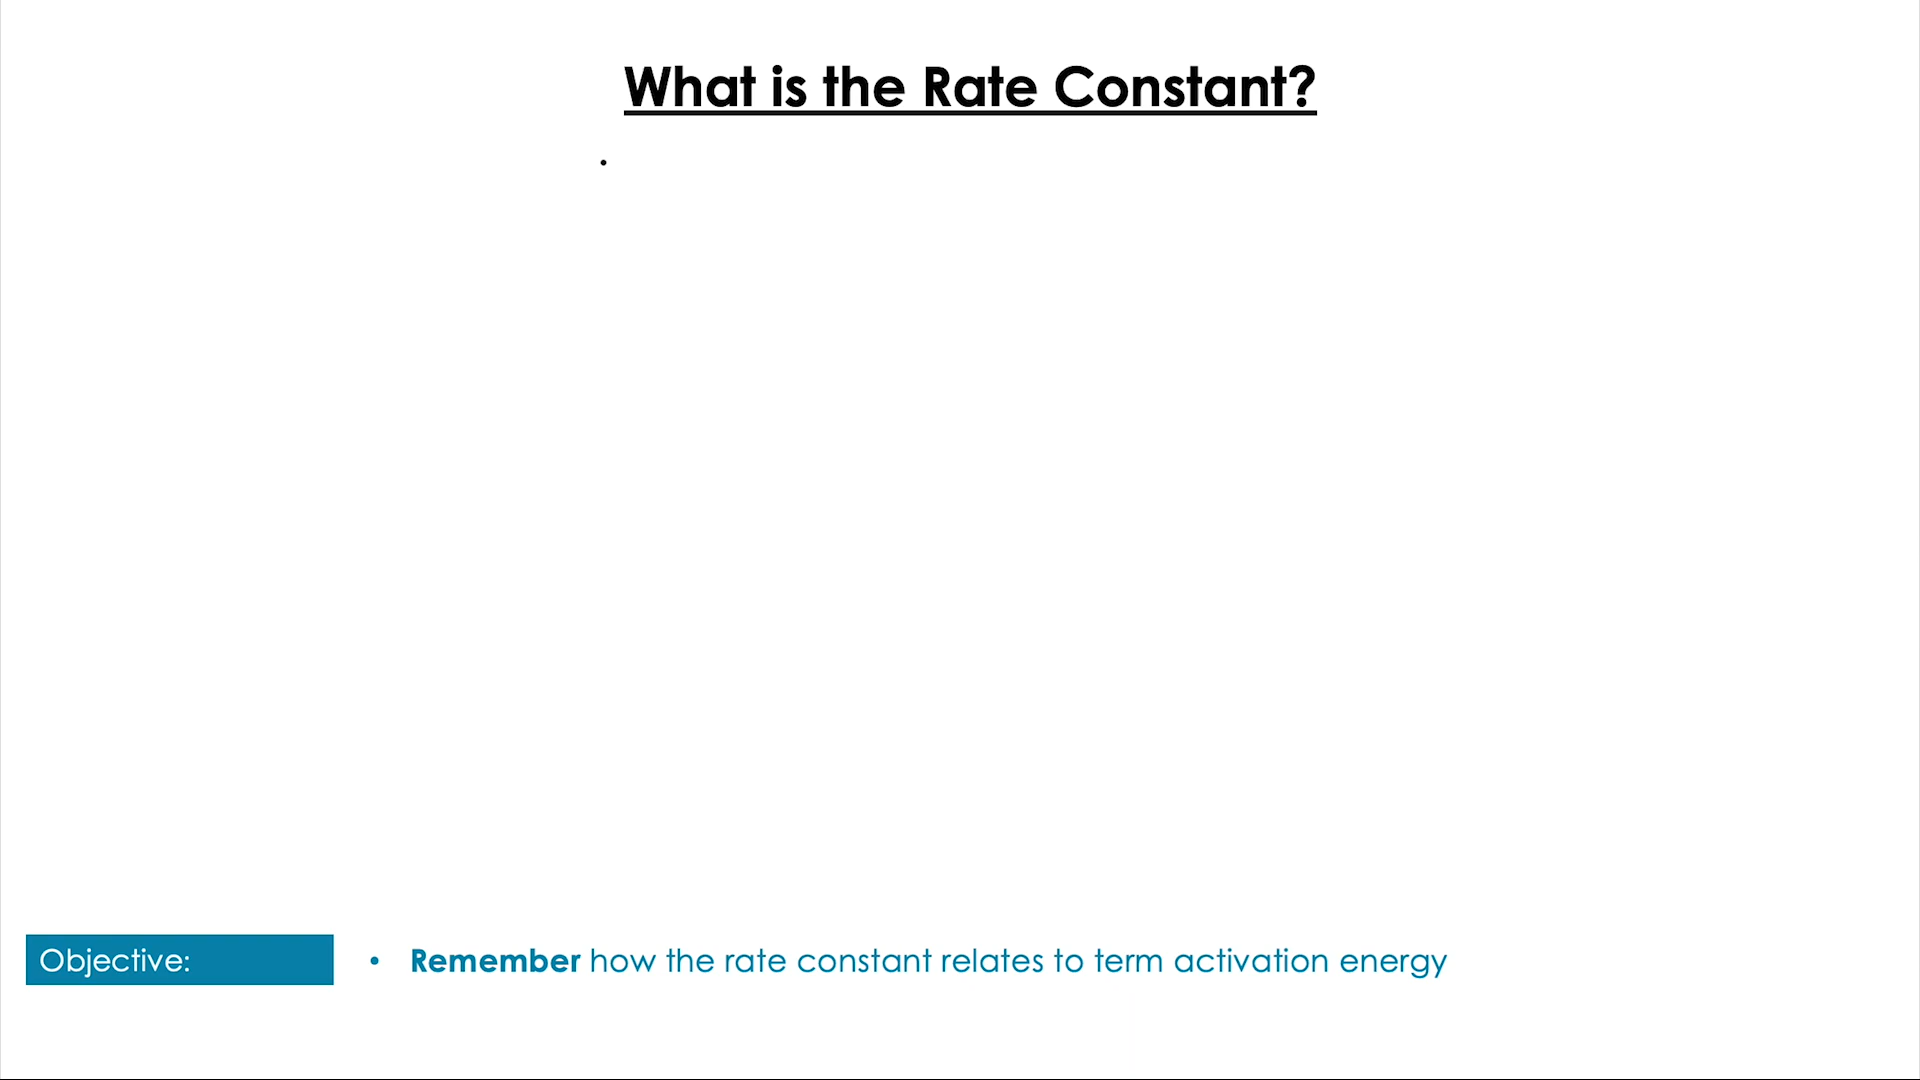 What is the Rate Constant?
•
Objective:
• Remember how the rate constant relates to term activation energy